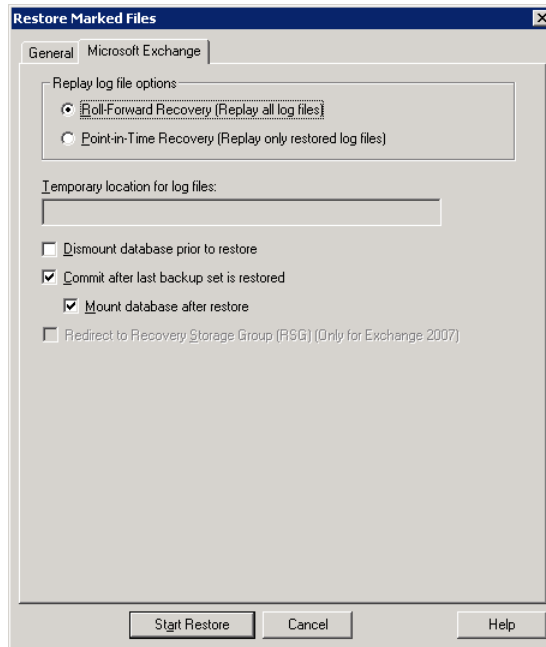 Restore Marked Files
General
Microsoft Exchange
Replay log file options
Roll-Forward Recovery (Replay all log files)
Point-in-Time Recovery (Replay only restored log files)
Temporary location for log files:
Dismount database prior to restore
Commit after last backup set is restored
Mount database after restore
Redirect to Recovery Storage Group (RSG) (Only for Exchange 2007)
Start Restore
Cancel
Help